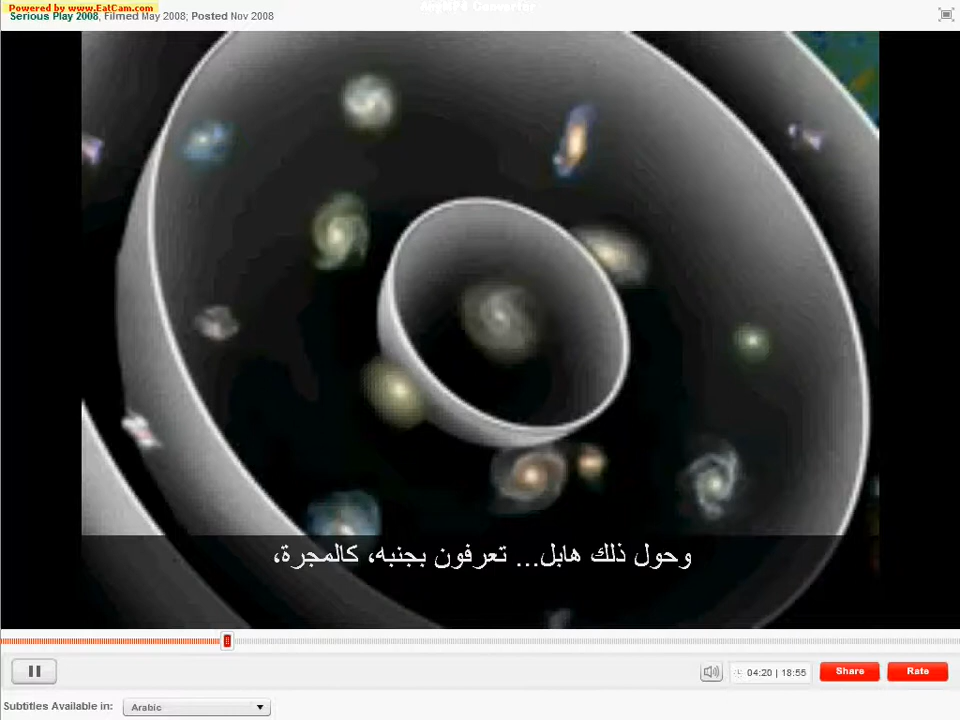 Powered by www.EatCam.com
Serious Play 2008, Filmed May 2008; Posted Nov 2008
وحول ذلك هابل... تعرفون بجنبه، كالمجرة،
04:20 | 18:55
Share
Rate
Subtitles Available in:
Arabic